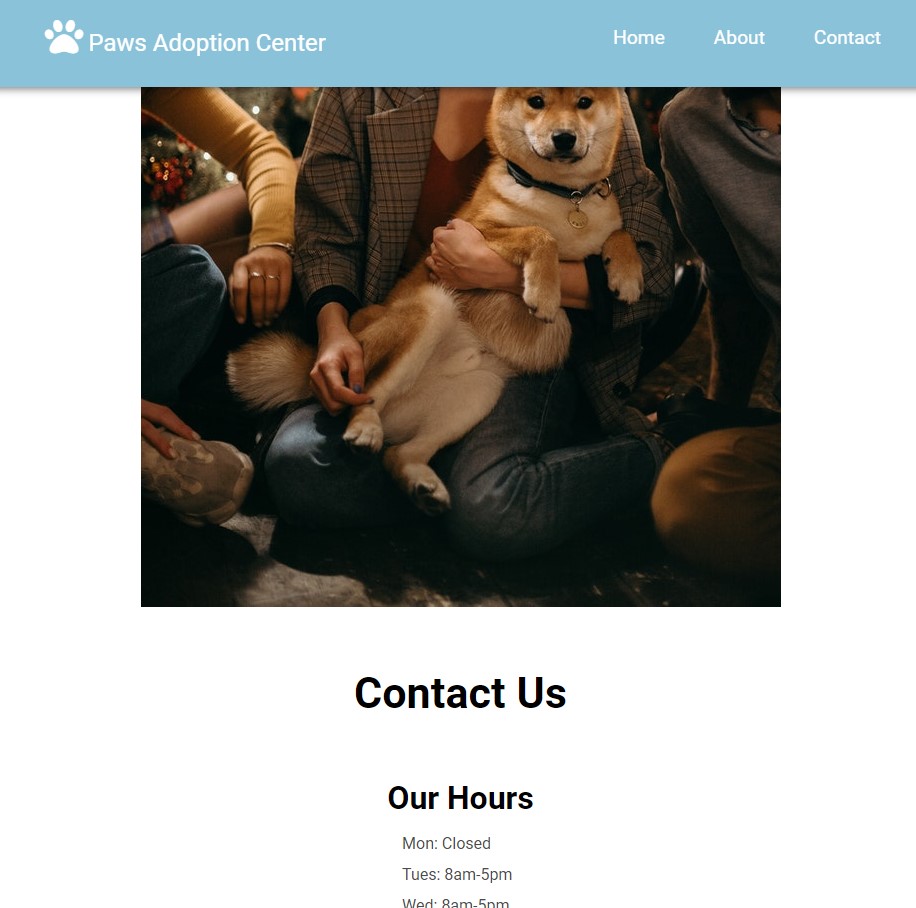 Paws Adoption Center
Home About Contact
Contact Us
Our Hours
Mon: Closed
Tues: 8am-5pm
Wed: 8am-5pm